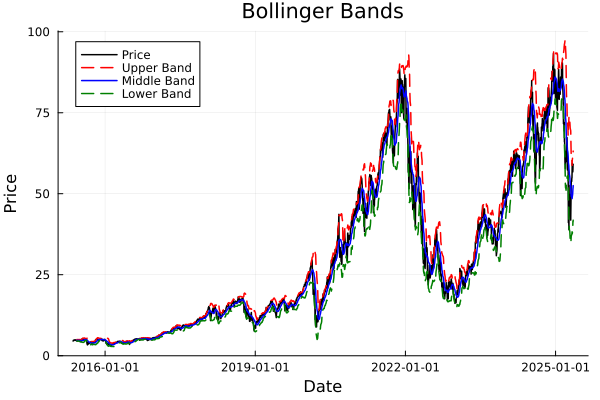 Bollinger Bands
100
75
50
25
0
Price
Price
Upper Band
Middle Band
Lower Band
2016-01-01
2019-01-01
2022-01-01
2025-01-01
Date